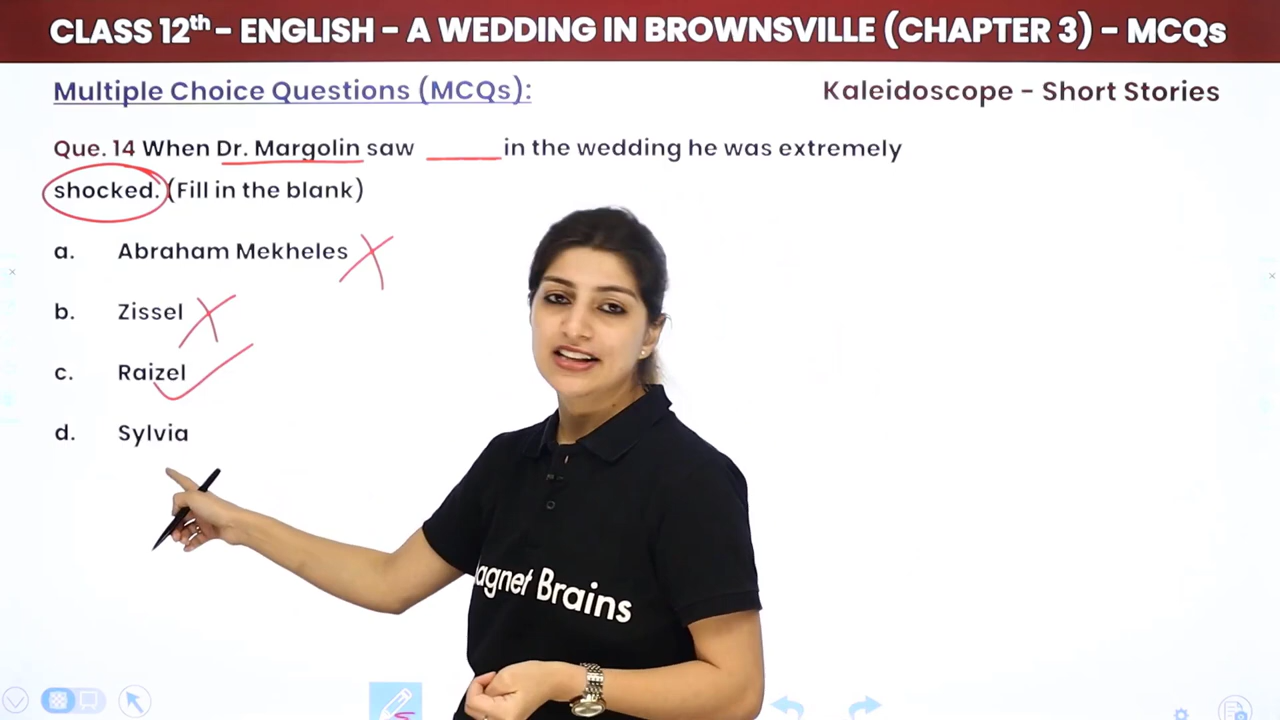 CLASS 12th – ENGLISH – A WEDDING IN BROWNSVILLE (CHAPTER 3) – MCQs
Multiple Choice Questions (MCQs):
Kaleidoscope - Short Stories
Que. 14 When Dr. Margolin saw _____ in the wedding he was extremely
shocked. (Fill in the blank)
a. Abraham Mekheles
b. Zissel
c. Raizel
d. Sylvia
Brains